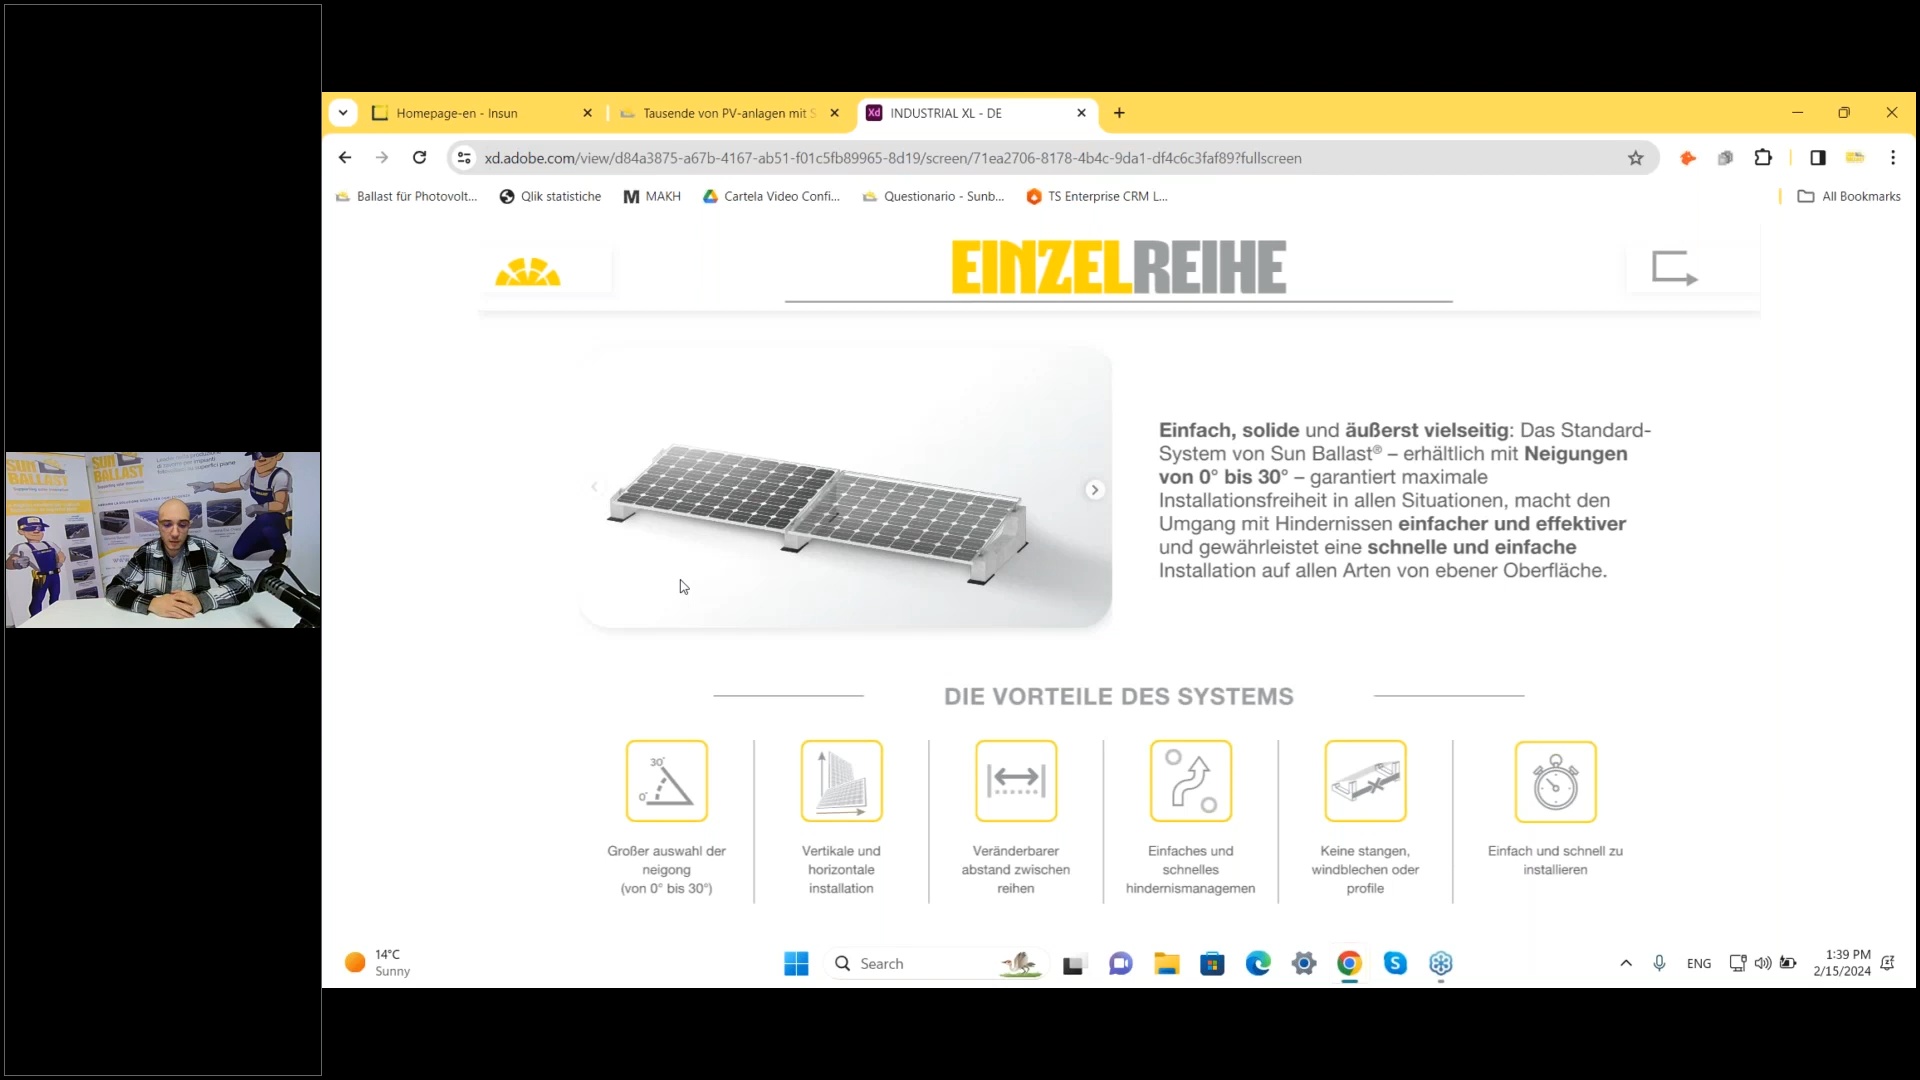 Homepage-en - Insun
Tausende von PV-anlagen mit S
INDUSTRIAL XL - DE
xd.adobe.com/view/d84a3875-a67b-4167-ab51-f01c5fb89965-8d19/screen/71ea2706-8178-4b4c-9da1-df4c6c3faf89?fullscreen
Ballast für Photovolt...
Qlik statistiche
MAKH
Cartela Video Confi...
Questionario - Sunb...
TS Enterprise CRM L...
All Bookmarks
EINZELREIHE
Einfach, solide und äußerst vielseitig: Das Standard-
System von Sun Ballast® – erhältlich mit Neigungen
von 0° bis 30° – garantiert maximale
Installationsfreiheit in allen Situationen, macht den
Umgang mit Hindernissen einfacher und effektiver
und gewährleistet eine schnelle und einfache
Installation auf allen Arten von ebener Oberfläche.
SUN
BALLAST
SUN
BALLAST
DIE VORTEILE DES SYSTEMS
30°
0°
Großer auswahl der
neigong
(von 0° bis 30°)
Vertikale und
horizontale
installation
Veränderbarer
abstand zwischen
reihen
Einfaches und
schnelles
hindernismanagemen
Keine stangen,
windblechen oder
profile
Einfach und schnell zu
installieren
14°C
Sunny
Search
ENG
1:39 PM
2/15/2024